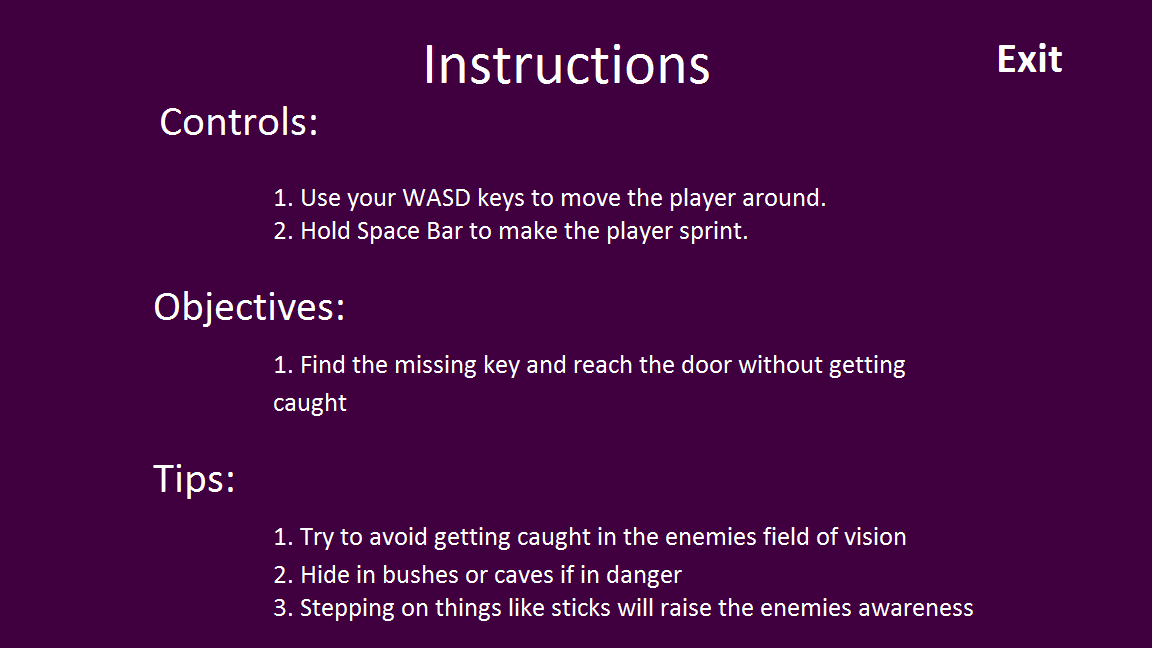 Instructions
Exit
Controls:
1. Use your WASD keys to move the player around.
2. Hold Space Bar to make the player sprint.
Objectives:
1. Find the missing key and reach the door without getting
caught
Tips:
1. Try to avoid getting caught in the enemies field of vision
2. Hide in bushes or caves if in danger
3. Stepping on things like sticks will raise the enemies awareness